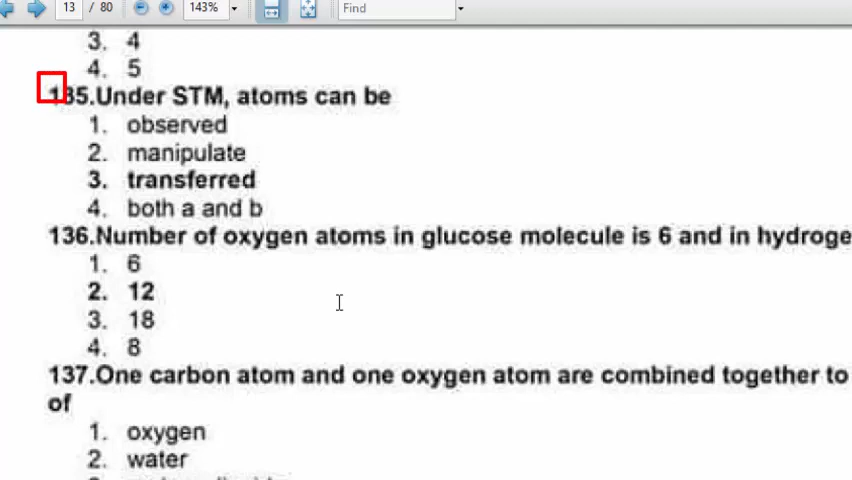 13 / 80 143% Find
3. 4
4. 5
135.Under STM, atoms can be
1. observed
2. manipulate
3. transferred
4. both a and b
136.Number of oxygen atoms in glucose molecule is 6 and in hydroge
1. 6
2. 12
3. 18
4. 8
137.One carbon atom and one oxygen atom are combined together to
of
1. oxygen
2. water